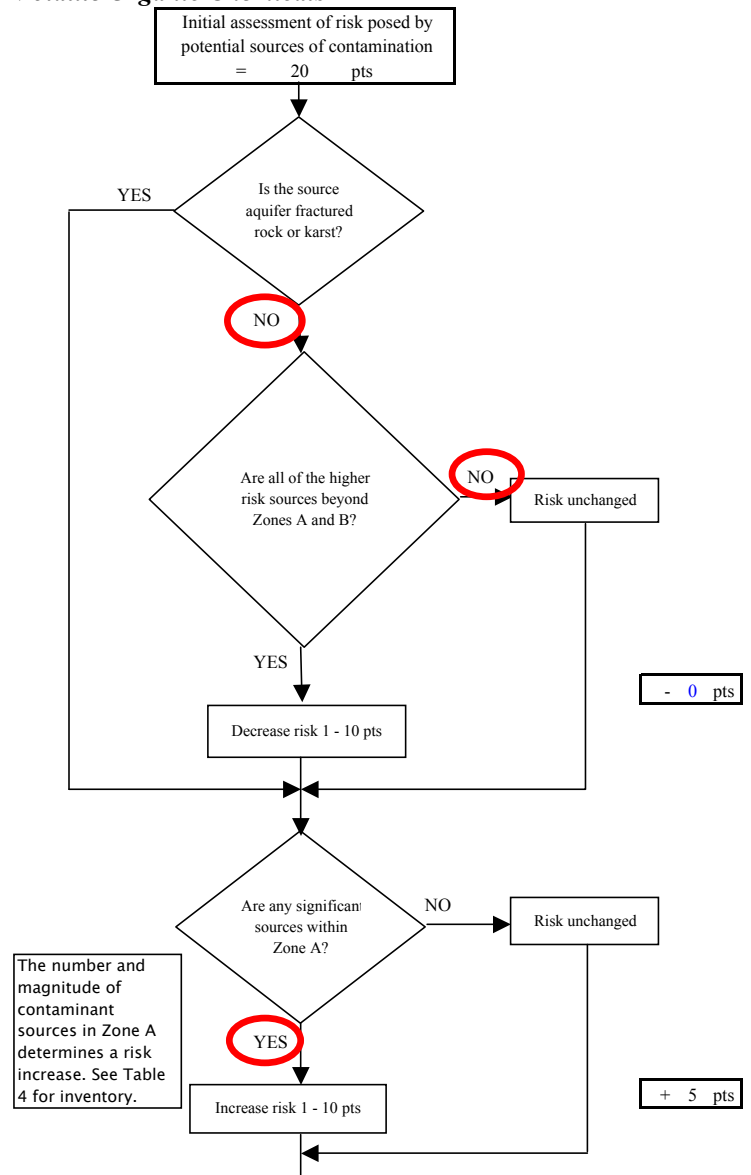 Initial assessment of risk posed by
potential sources of contamination
= 20 pts
Is the source
aquifer fractured
rock or karst?
YES
NO
Are all of the higher
risk sources beyond
Zones A and B?
NO
Risk unchanged
YES
- 0 pts
Decrease risk 1 - 10 pts
Are any significant
sources within
Zone A?
NO
Risk unchanged
The number and
magnitude of
contaminant
sources in Zone A
determines a risk
increase. See Table
4 for inventory.
YES
Increase risk 1 - 10 pts
+ 5 pts